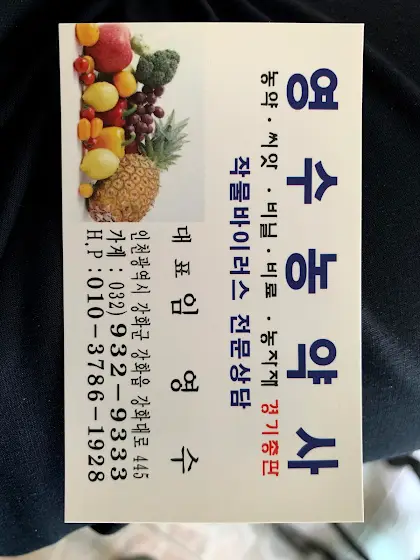 영수농약사
농약 · 씨앗 · 비닐 · 비료 · 농자재 경기총판
작물바이러스 전문상담
대표 임영수
인천광역시 강화군 강화읍 강화대로 445
가게 : 032) 932-9333
H.P : 010-3786-1928